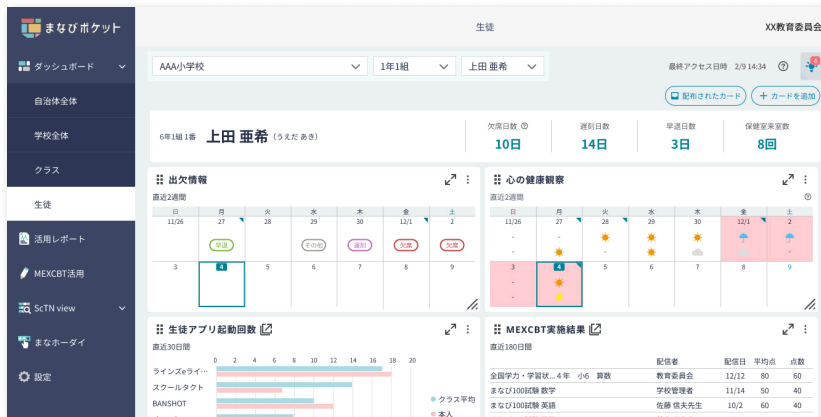 まなびポケット
生徒
XX教育委員会
ダッシュボード
自治体全体
学校全体
クラス
生徒
活用レポート
MEXCBT活用
ScTN view
まなホーダイ
設定
AAA小学校
1年1組
上田 亜希
最終アクセス日時 2/9 14:34
4
配布されたカード
カードを追加
6年1組 1番 上田 亜希 (うえだ あき)
欠席日数
10日
遅刻日数
14日
早退日数
3日
保健室来室数
8回
出欠情報
直近2週間
日 月 火 水 木 金 土
11/26 27 28 29 30 12/1 2
早退 その他 遅刻 欠席 欠席
3 4 5 6 7 8 9
心の健康観察
直近2週間
日 月 火 水 木 金 土
11/26 27 28 29 30 12/1 2
3 4 5 6 7 8 9
生徒アプリ起動回数
直近30日間
0 2 4 6 8 10 12 14 16 18 20
ラインズeライ…
スクールタクト
BANSHOT
クラス平均
本人
MEXCBT実施結果
直近180日間
配信者 配信日 平均点 点数
全国学力・学習状… 4年 小6 算数 教育委員会 12/12 80 60
まなび100試験 数学 学校管理者 11/14 50 40
まなび100試験 英語 佐藤 信夫先生 10/2 60 40